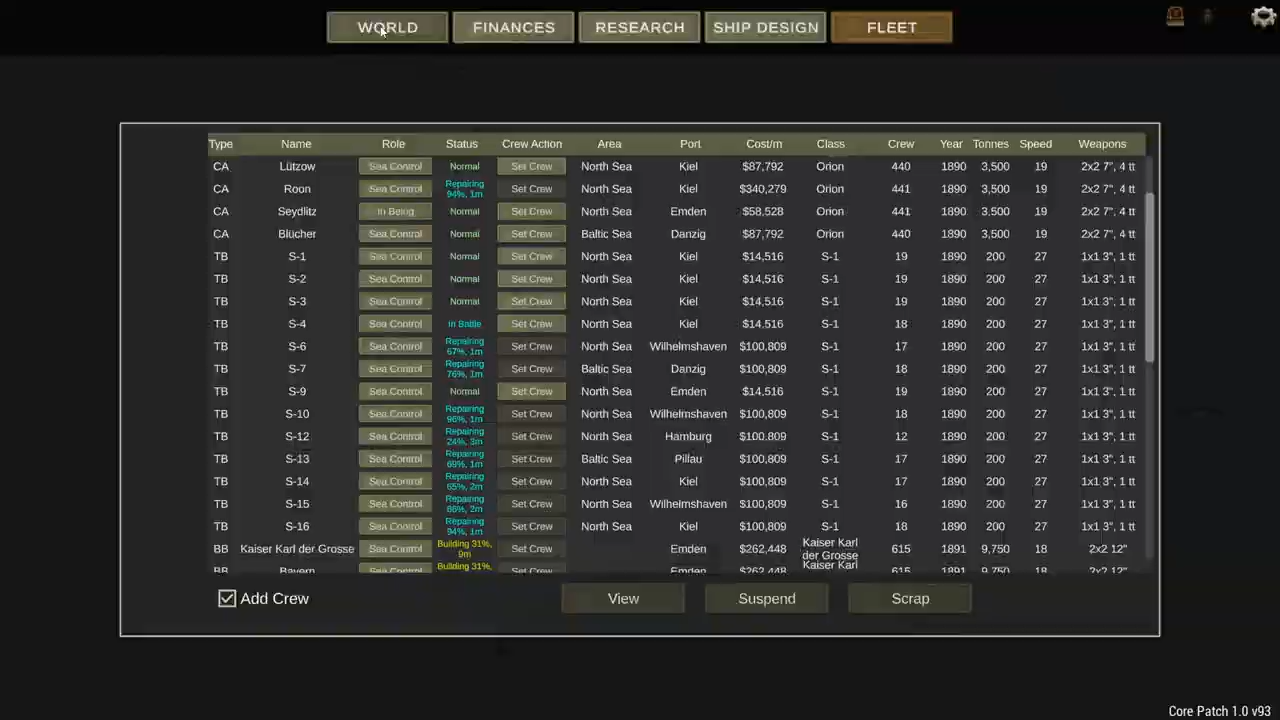 WORLD FINANCES RESEARCH SHIP DESIGN FLEET
Type Name Role Status Crew Action Area Port Cost/m Class Crew Year Tonnes Speed Weapons
CA Lützow Sea Control Normal Set Crew North Sea Kiel $87,792 Orion 440 1890 3,500 19 2x2 7", 4 tt
CA Roon Sea Control Repairing 94%, 1m Set Crew North Sea Kiel $340,279 Orion 441 1890 3,500 19 2x2 7", 4 tt
CA Seydlitz In Being Normal Set Crew North Sea Emden $58,528 Orion 441 1890 3,500 19 2x2 7", 4 tt
CA Blücher Sea Control Normal Set Crew Baltic Sea Danzig $87,792 Orion 440 1890 3,500 19 2x2 7", 4 tt
TB S-1 Sea Control Normal Set Crew North Sea Kiel $14,516 S-1 19 1890 200 27 1x1 3", 1 tt
TB S-2 Sea Control Normal Set Crew North Sea Kiel $14,516 S-1 19 1890 200 27 1x1 3", 1 tt
TB S-3 Sea Control Normal Set Crew North Sea Kiel $14,516 S-1 19 1890 200 27 1x1 3", 1 tt
TB S-4 Sea Control In Battle Set Crew North Sea Kiel $14,516 S-1 18 1890 200 27 1x1 3", 1 tt
TB S-6 Sea Control Repairing 67%, 1m Set Crew North Sea Wilhelmshaven $100,809 S-1 17 1890 200 27 1x1 3", 1 tt
TB S-7 Sea Control Repairing 76%, 1m Set Crew Baltic Sea Danzig $100,809 S-1 18 1890 200 27 1x1 3", 1 tt
TB S-9 Sea Control Normal Set Crew North Sea Emden $14,516 S-1 19 1890 200 27 1x1 3", 1 tt
TB S-10 Sea Control Repairing 96%, 1m Set Crew North Sea Wilhelmshaven $100,809 S-1 18 1890 200 27 1x1 3", 1 tt
TB S-12 Sea Control Repairing 24%, 3m Set Crew North Sea Hamburg $100,809 S-1 12 1890 200 27 1x1 3", 1 tt
TB S-13 Sea Control Repairing 69%, 1m Set Crew Baltic Sea Pillau $100,809 S-1 17 1890 200 27 1x1 3", 1 tt
TB S-14 Sea Control Repairing 65%, 2m Set Crew North Sea Kiel $100,809 S-1 17 1890 200 27 1x1 3", 1 tt
TB S-15 Sea Control Repairing 86%, 2m Set Crew North Sea Wilhelmshaven $100,809 S-1 16 1890 200 27 1x1 3", 1 tt
TB S-16 Sea Control Repairing 94%, 1m Set Crew North Sea Kiel $100,809 S-1 18 1890 200 27 1x1 3", 1 tt
BB Kaiser Karl der Grosse Sea Control Building 31%, 9m Set Crew Emden $262,448 Kaiser Karl der Grosse 615 1891 9,750 18 2x2 12"
BB Bayern Sea Control Building 31%, Set Crew Emden $262,448 Kaiser Karl 615 1891 9,750 18 2x2 12"
Add Crew View Suspend Scrap
Core Patch 1.0 v93